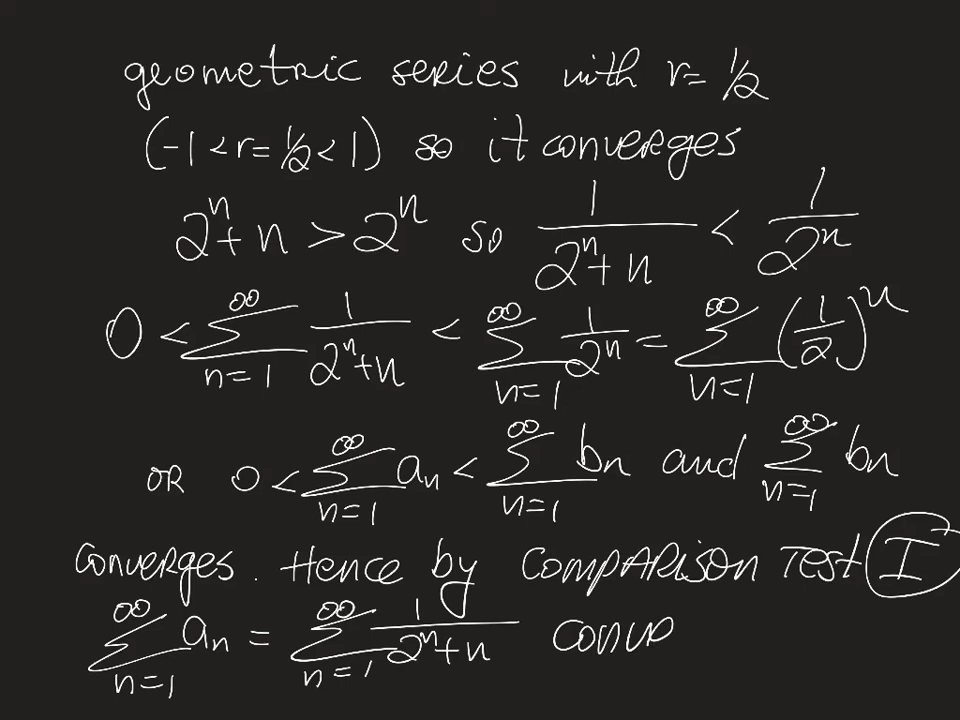 geometric series with r = 1/2
(-1 < r = 1/2 < 1) so it converges
2^n + n > 2^n so 1/(2^n + n) < 1/2^n
0 < ∑_{n=1}^{∞} 1/(2^n + n) < ∑_{n=1}^{∞} 1/2^n = ∑_{n=1}^{∞} (1/2)^n
OR 0 < ∑_{n=1}^{∞} a_n < ∑_{n=1}^{∞} b_n and ∑_{n=1}^{∞} b_n
converges. Hence by COMPARISON TEST I
∑_{n=1}^{∞} a_n = ∑_{n=1}^{∞} 1/(2^n + n)